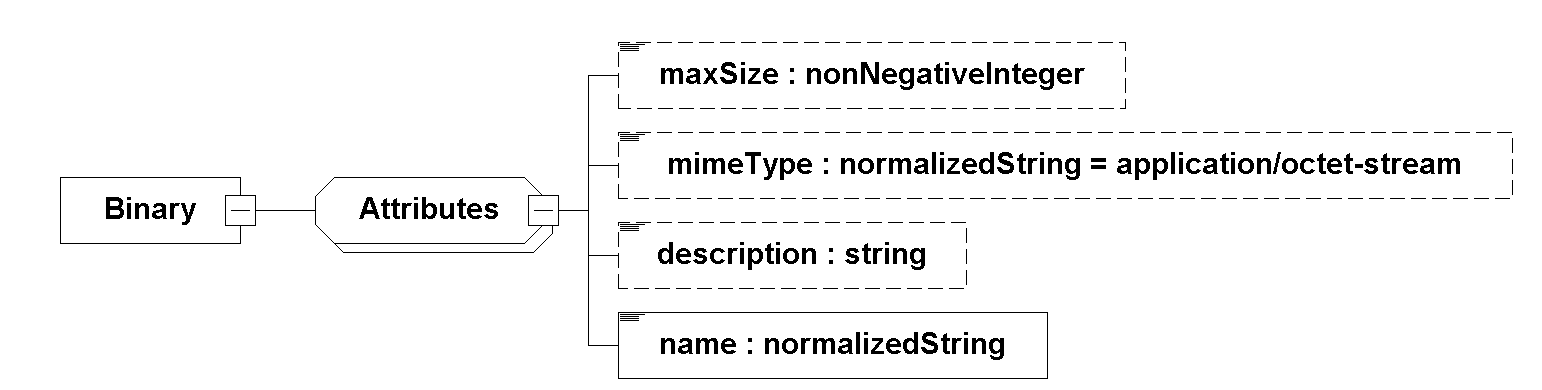 maxSize : nonNegativeInteger
mimeType : normalizedString = application/octet-stream
Binary
Attributes
description : string
name : normalizedString